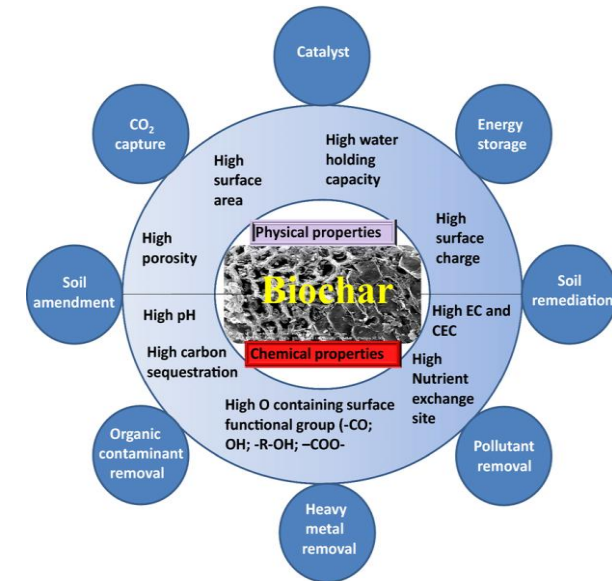 Catalyst
CO₂
capture
Energy
storage
High water
holding
capacity
High
surface
area
High
surface
charge
High
porosity
Physical properties
Soil
amendment
Biochar
Soil
remediation
High pH
High EC and
CEC
High carbon
sequestration
Chemical properties
High
Nutrient
exchange
site
High O containing surface
functional group (-CO;
OH; -R-OH; –COO-
Organic
contaminant
removal
Pollutant
removal
Heavy
metal
removal